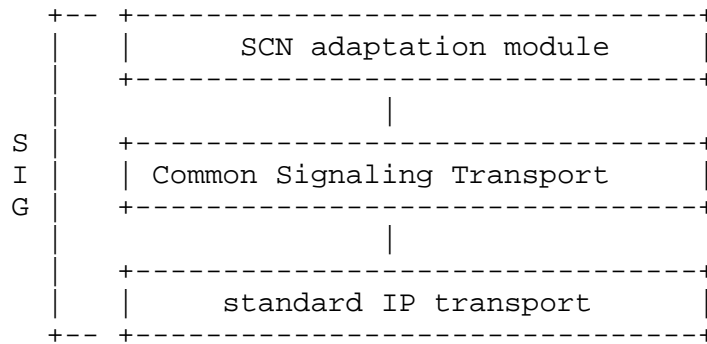 SCN adaptation module
S
I Common Signaling Transport
G
standard IP transport